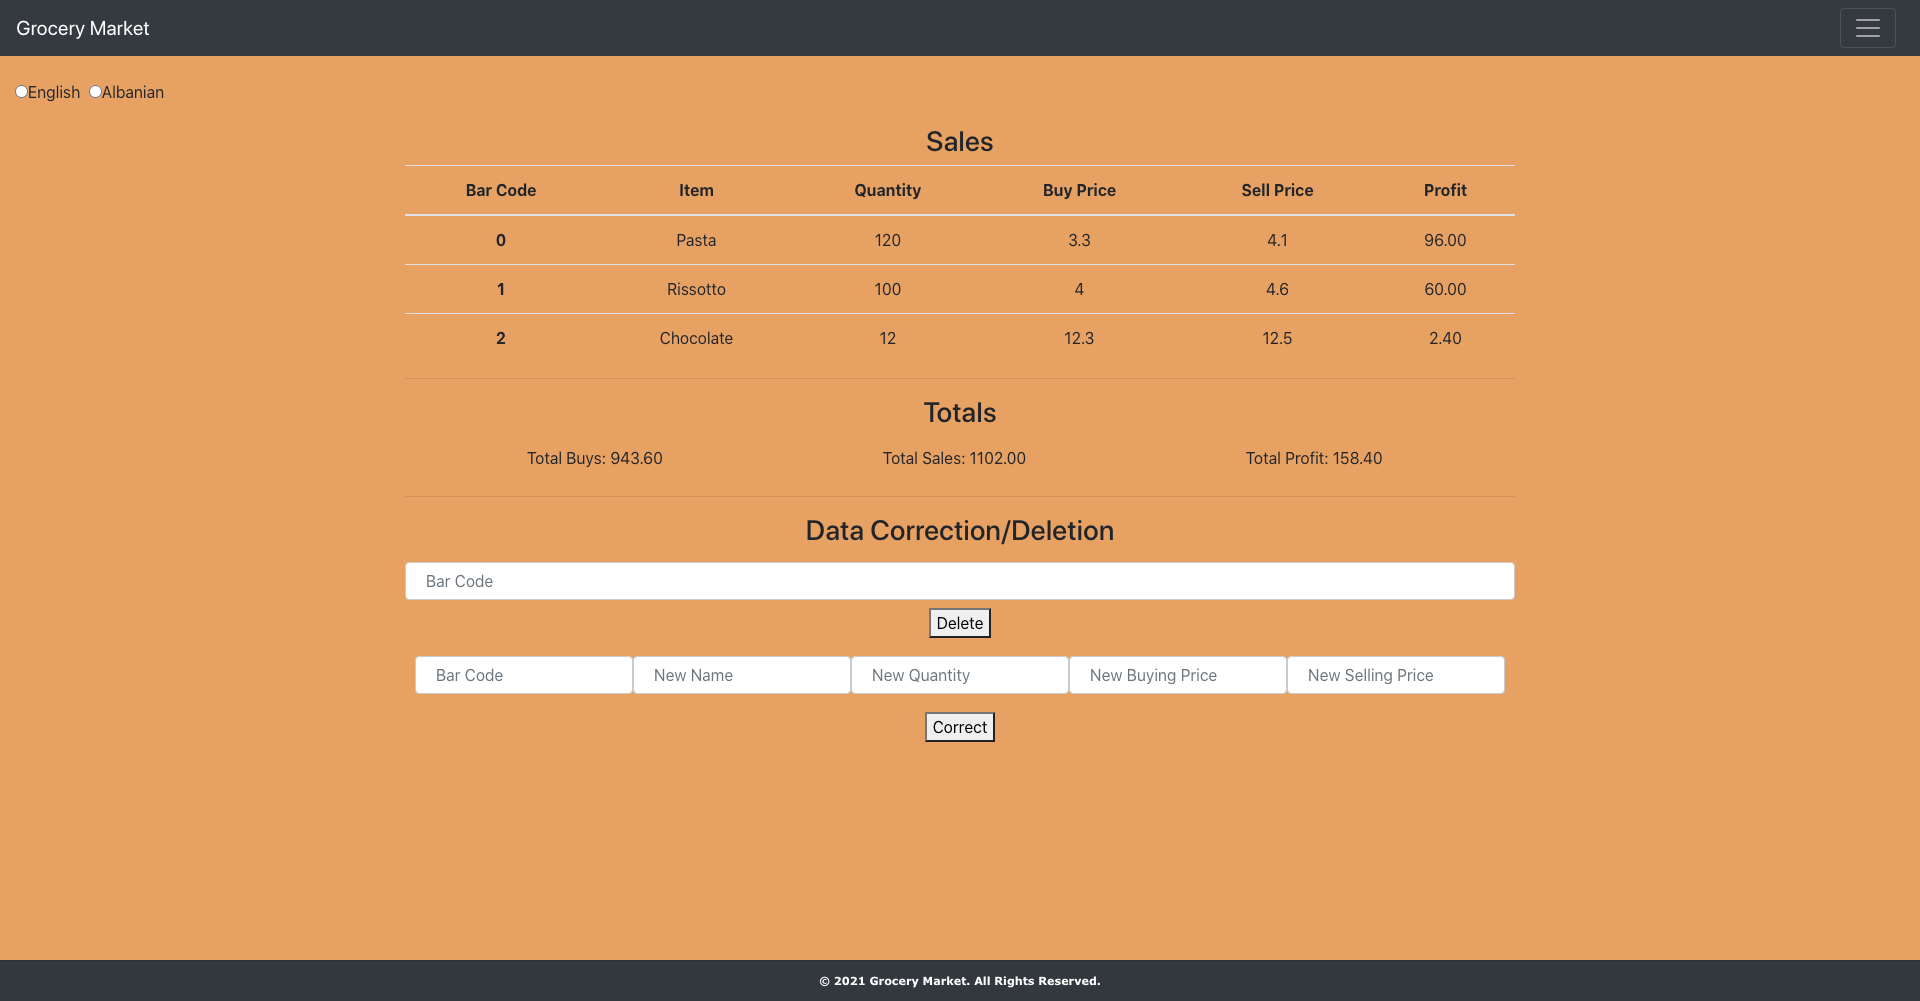 Grocery Market
English Albanian
Sales
Bar Code Item Quantity Buy Price Sell Price Profit
0 Pasta 120 3.3 4.1 96.00
1 Rissotto 100 4 4.6 60.00
2 Chocolate 12 12.3 12.5 2.40
Totals
Total Buys: 943.60 Total Sales: 1102.00 Total Profit: 158.40
Data Correction/Deletion
Bar Code
Delete
Bar Code New Name New Quantity New Buying Price New Selling Price
Correct
© 2021 Grocery Market. All Rights Reserved.